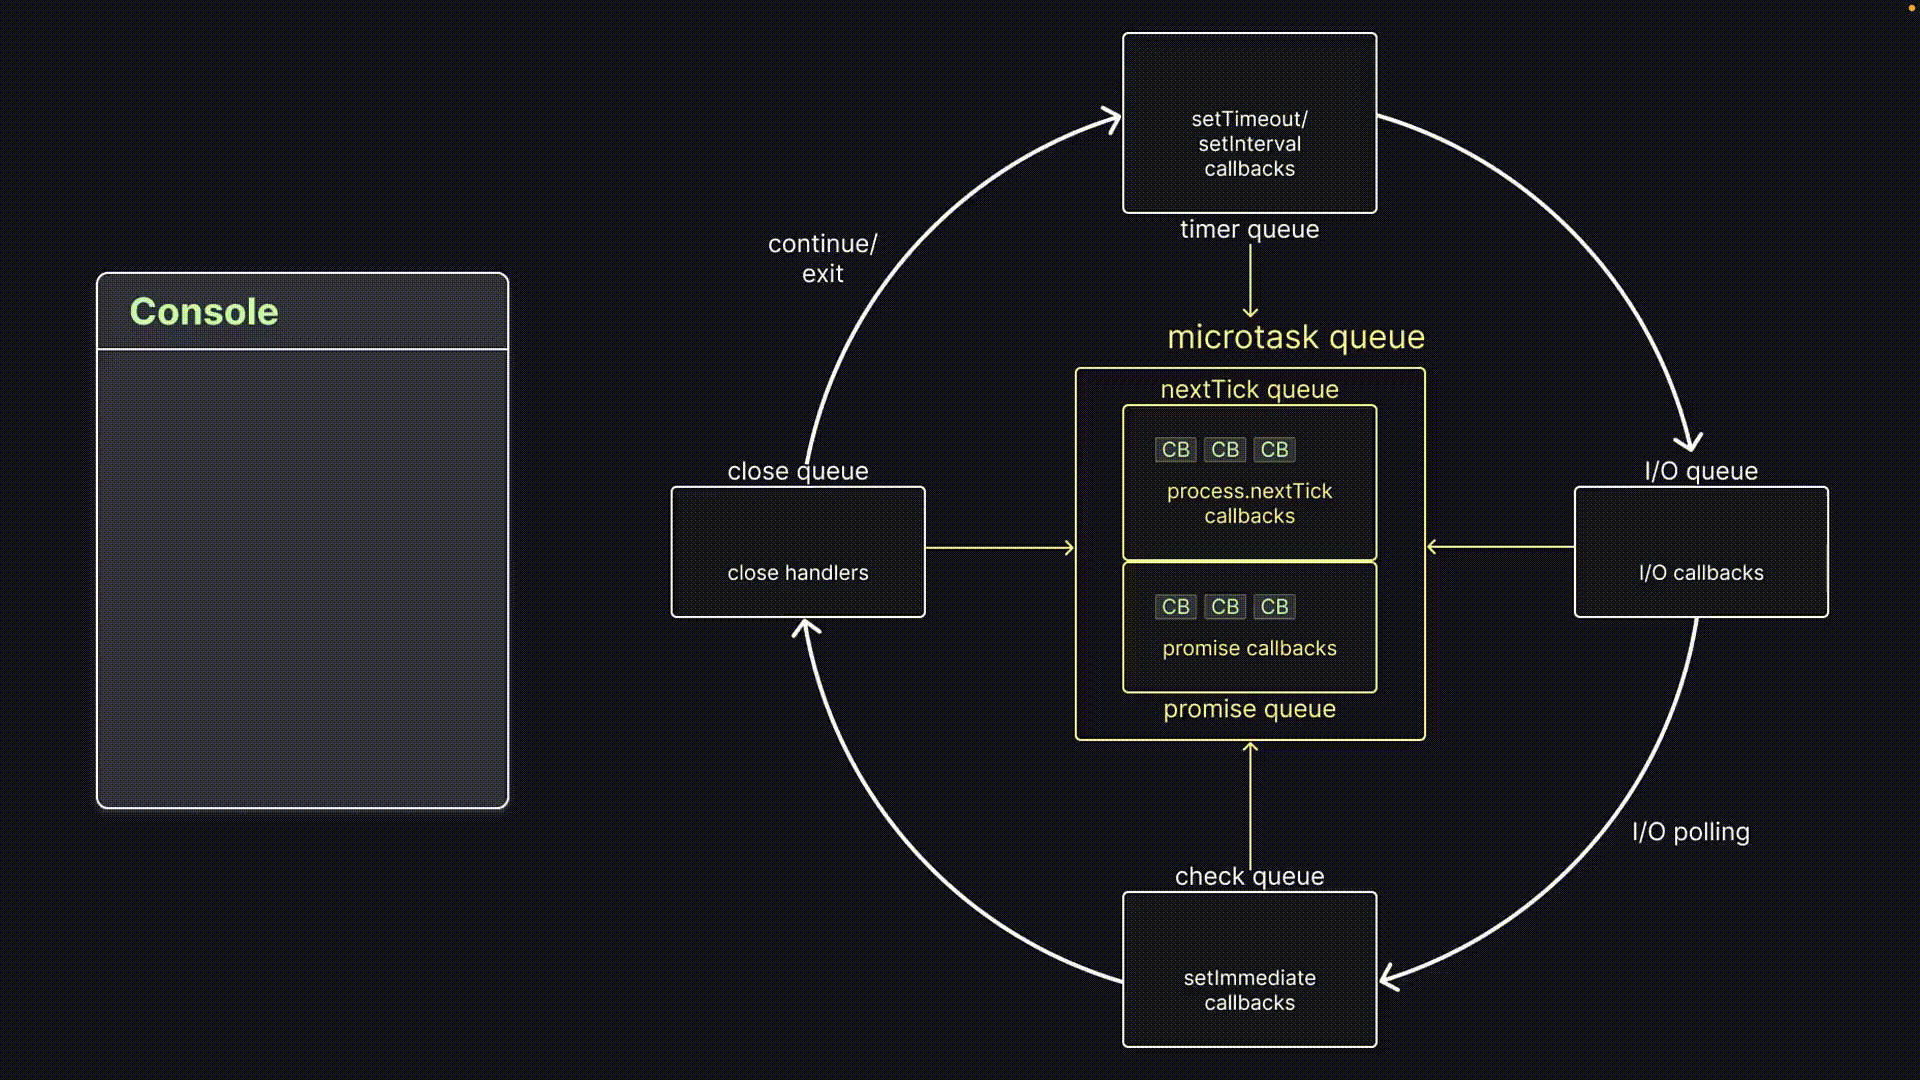 Console
setTimeout/
setInterval
callbacks
timer queue
continue/
exit
microtask queue
nextTick queue
CB CB CB
process.nextTick
callbacks
CB CB CB
promise callbacks
promise queue
close queue
close handlers
I/O queue
I/O callbacks
I/O polling
check queue
setImmediate
callbacks